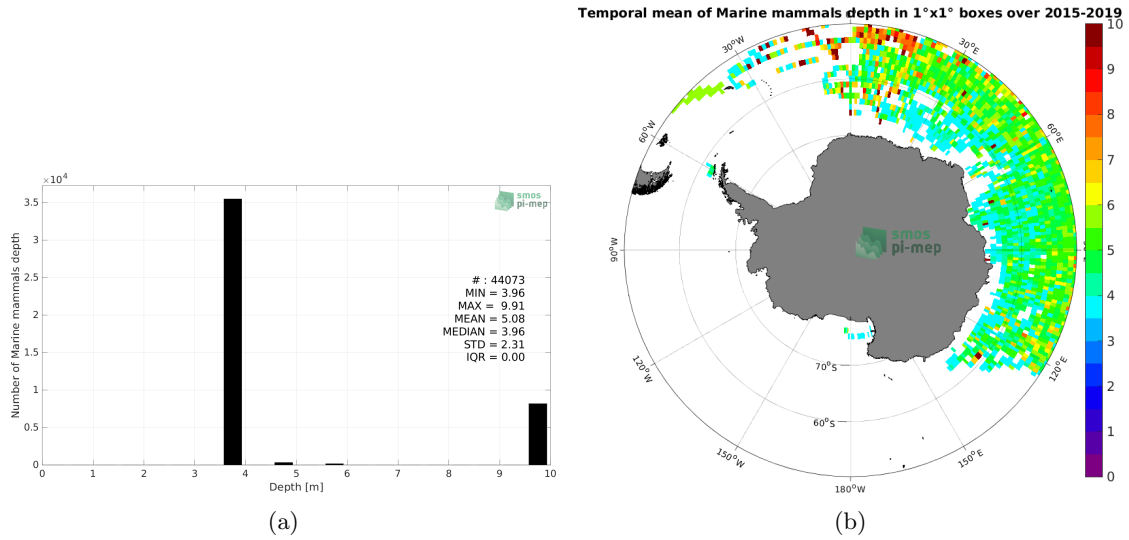 ×10⁴
3.5
3
2.5
2
1.5
1
0.5
0
Number of Marine mammals depth
smos
pi-mep
# : 44073
MIN = 3.96
MAX = 9.91
MEAN = 5.08
MEDIAN = 3.96
STD = 2.31
IQR = 0.00
0 1 2 3 4 5 6 7 8 9 10
Depth [m]
(a)
Temporal mean of Marine mammals depth in 1°x1° boxes over 2015-2019
30°W
30°E
60°W
60°E
90°W
120°W
120°E
150°W
150°E
180°W
70°S
60°S
smos
pi-mep
10
9
8
7
6
5
4
3
2
1
0
(b)